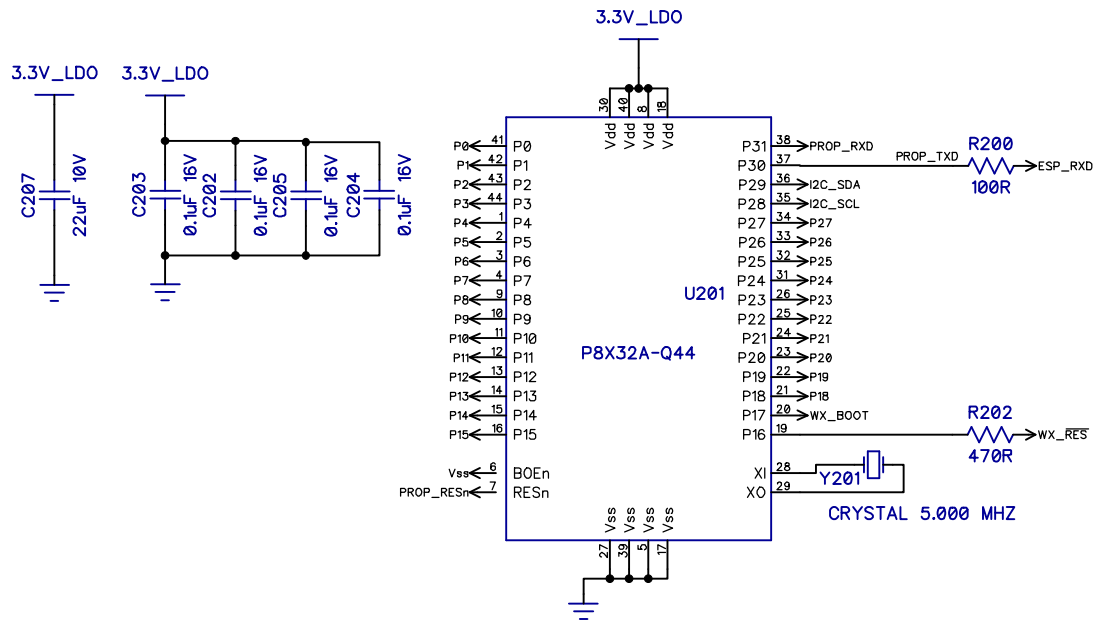 3.3V_LDO
3.3V_LDO 3.3V_LDO
C207 22uF 10V
C203 0.1uF 16V
C202 0.1uF 16V
C205 0.1uF 16V
C204 0.1uF 16V
30 40 8 18
Vdd Vdd Vdd Vdd
P0 41 P0 P31 38 PROP_RXD
P1 42 P1 P30 37 PROP_TXD R200 100R ESP_RXD
P2 43 P2 P29 36 I2C_SDA
P3 44 P3 P28 35 I2C_SCL
P4 1 P4 P27 34 P27
P5 2 P5 P26 33 P26
P6 3 P6 P25 32 P25
P7 4 P7 P24 31 P24
P8 9 P8 P23 26 P23
P9 10 P9 P22 25 P22
P10 11 P10 P21 24 P21
P11 12 P11 P20 23 P20
P12 13 P12 P19 22 P19
P13 14 P13 P18 21 P18
P14 15 P14 P17 20 WX_BOOT
P15 16 P15 P16 19 R202 470R WX_RES
U201
P8X32A-Q44
Vss 6 BOEn XI 28
PROP_RESn 7 RESn XO 29
Y201
CRYSTAL 5.000 MHZ
Vss Vss Vss Vss
27 39 5 17